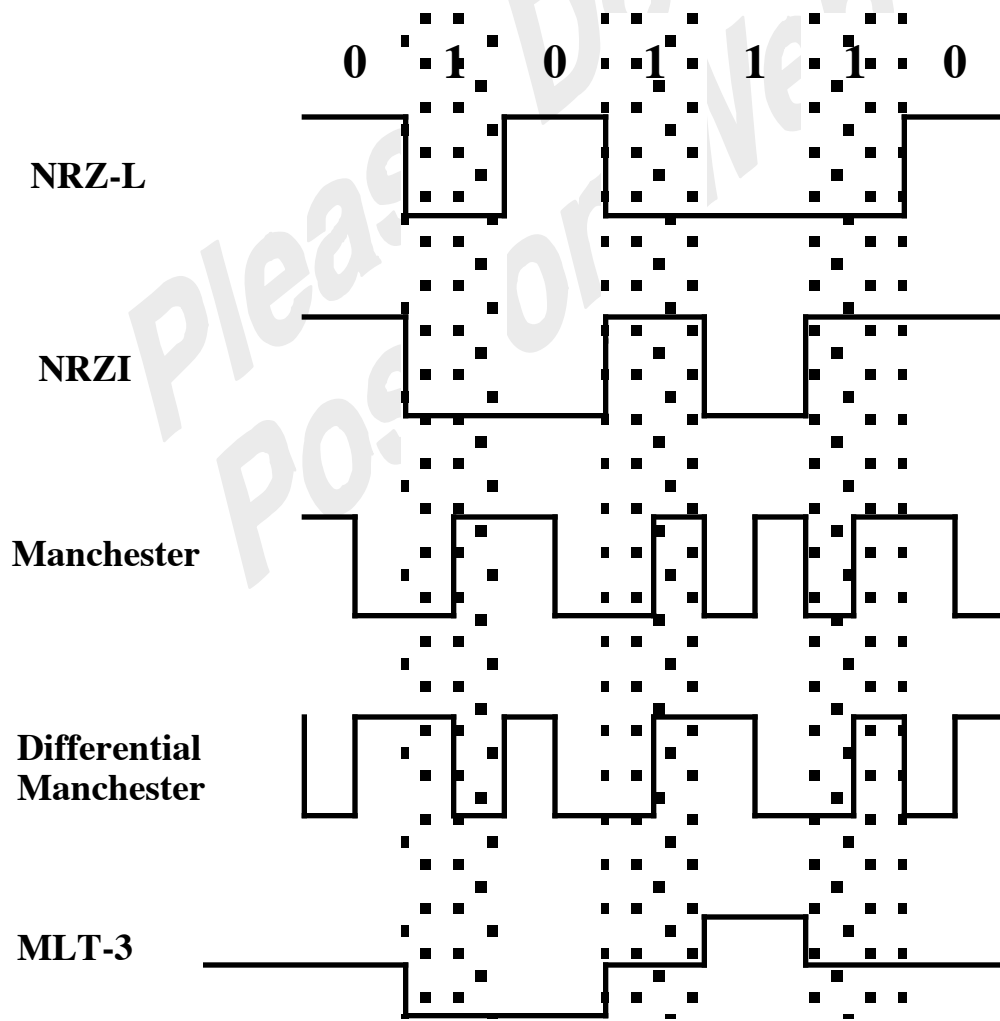 0 1 0 1 1 1 0
NRZ-L
NRZI
Manchester
Differential
Manchester
MLT-3